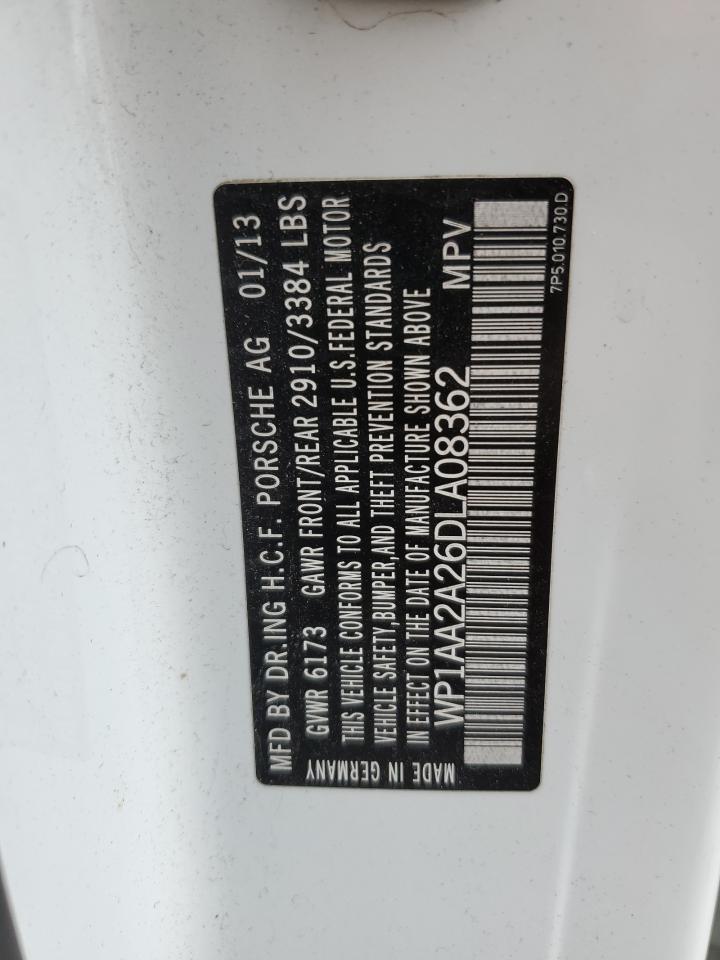 MFD BY DR.ING H.C.F. PORSCHE AG 01/13
GVWR 6173 GAWR FRONT/REAR 2910/3384 LBS
THIS VEHICLE CONFORMS TO ALL APPLICABLE U.S.FEDERAL MOTOR
VEHICLE SAFETY,BUMPER,AND THEFT PREVENTION STANDARDS
IN EFFECT ON THE DATE OF MANUFACTURE SHOWN ABOVE
MADE IN GERMANY WP1AA2A26DLA08362 MPV
7P5.010.730.D